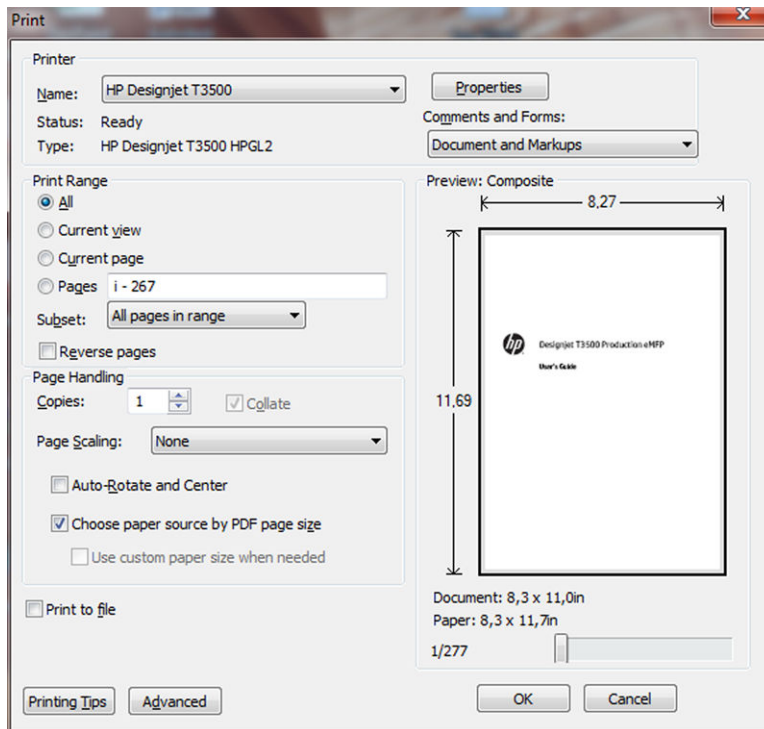 Print
Printer
Name: HP Designjet T3500
Properties
Status: Ready
Comments and Forms:
Type: HP Designjet T3500 HPGL2
Document and Markups
Print Range
All
Current view
Current page
Pages i - 267
Subset: All pages in range
Reverse pages
Page Handling
Copies: 1 Collate
Page Scaling: None
Auto-Rotate and Center
Choose paper source by PDF page size
Use custom paper size when needed
Print to file
Preview: Composite
8,27
hp Designjet T3500 Production eMFP
User's Guide
11,69
Document: 8,3 x 11,0in
Paper: 8,3 x 11,7in
1/277
Printing Tips Advanced OK Cancel